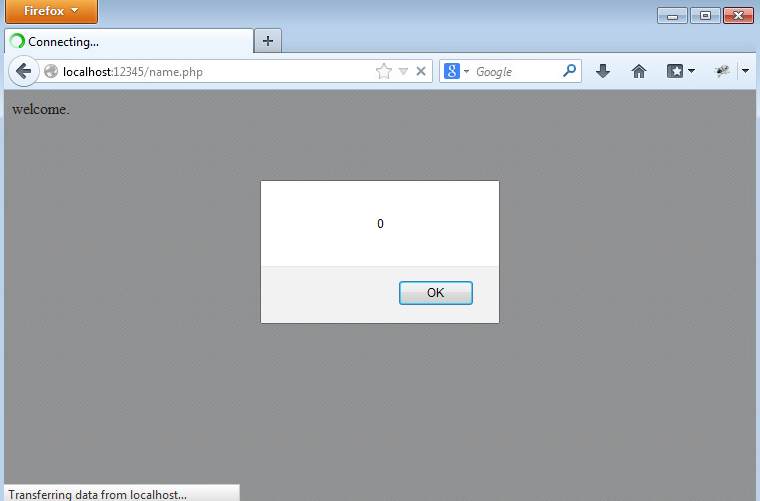 Firefox
Connecting...
localhost:12345/name.php
Google
welcome.
0
OK
Transferring data from localhost...